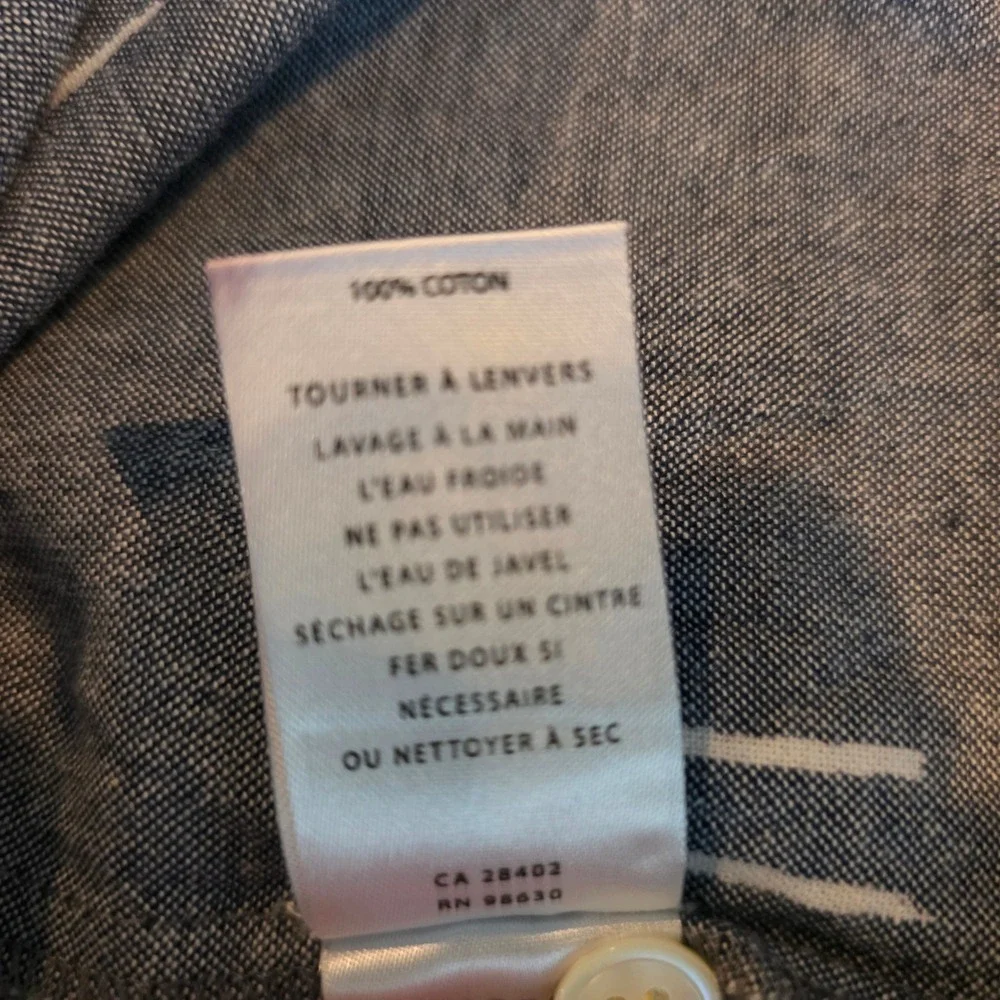 100% COTON
TOURNER À LENVERS
LAVAGE À LA MAIN
L'EAU FROIDE
NE PAS UTILISER
L'EAU DE JAVEL
SÉCHAGE SUR UN CINTRE
FER DOUX SI
NÉCESSAIRE
OU NETTOYER À SEC
CA 28402
RN 98630